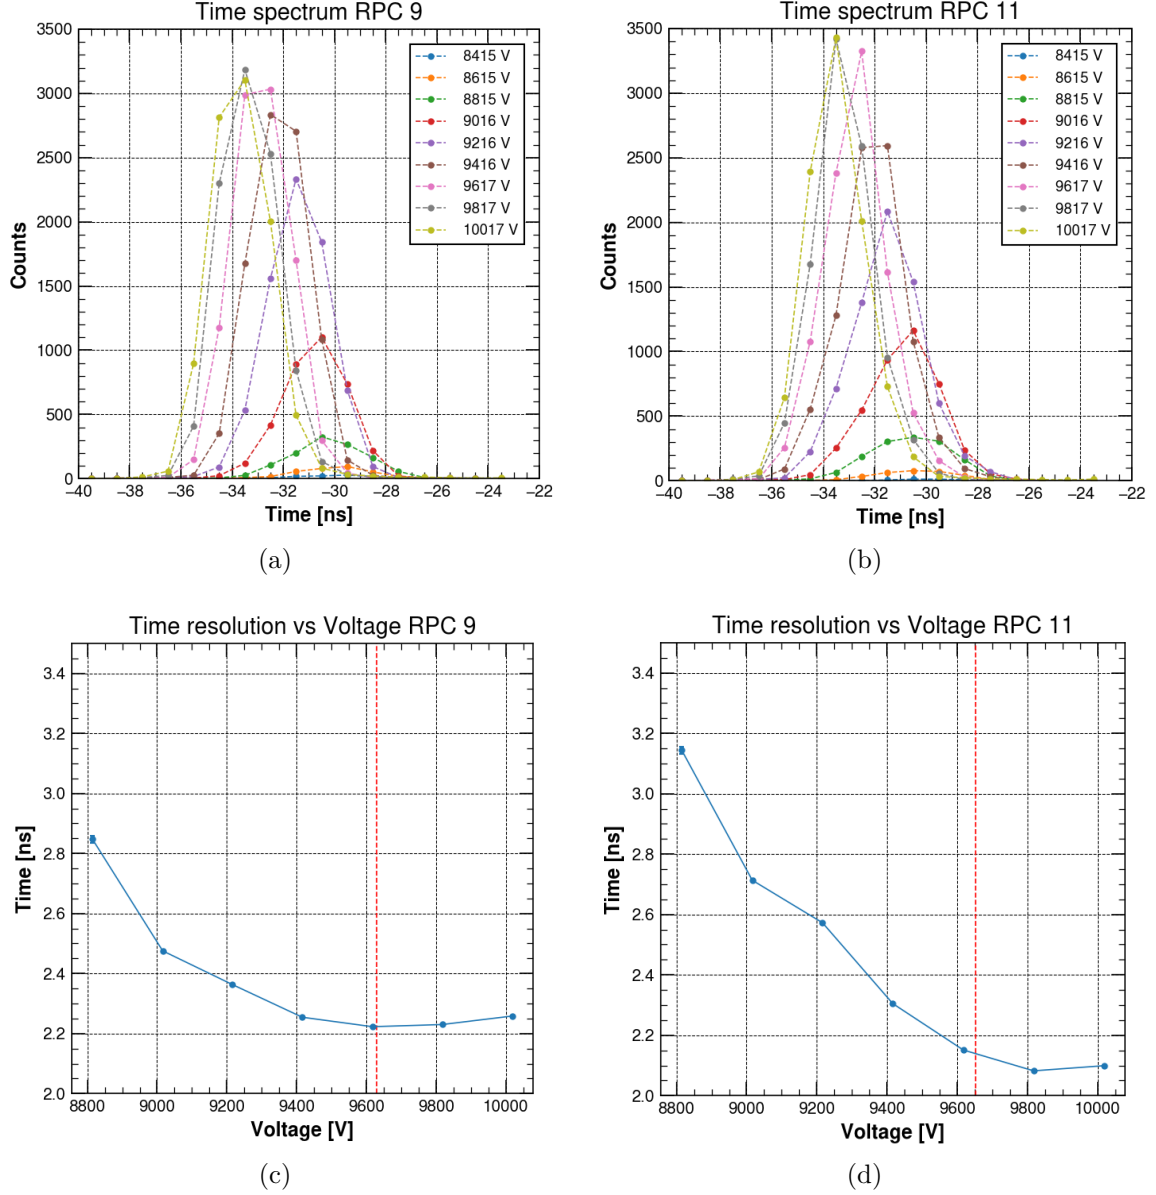 Time spectrum RPC 9
3500
3000
2500
2000
1500
1000
500
0
Counts
8415 V
8615 V
8815 V
9016 V
9216 V
9416 V
9617 V
9817 V
10017 V
−40 −38 −36 −34 −32 −30 −28 −26 −24 −22
Time [ns]
(a)
Time spectrum RPC 11
3500
3000
2500
2000
1500
1000
500
0
Counts
8415 V
8615 V
8815 V
9016 V
9216 V
9416 V
9617 V
9817 V
10017 V
−40 −38 −36 −34 −32 −30 −28 −26 −24 −22
Time [ns]
(b)
Time resolution vs Voltage RPC 9
3.4
3.2
3.0
2.8
2.6
2.4
2.2
2.0
Time [ns]
8800 9000 9200 9400 9600 9800 10000
Voltage [V]
(c)
Time resolution vs Voltage RPC 11
3.4
3.2
3.0
2.8
2.6
2.4
2.2
2.0
Time [ns]
8800 9000 9200 9400 9600 9800 10000
Voltage [V]
(d)